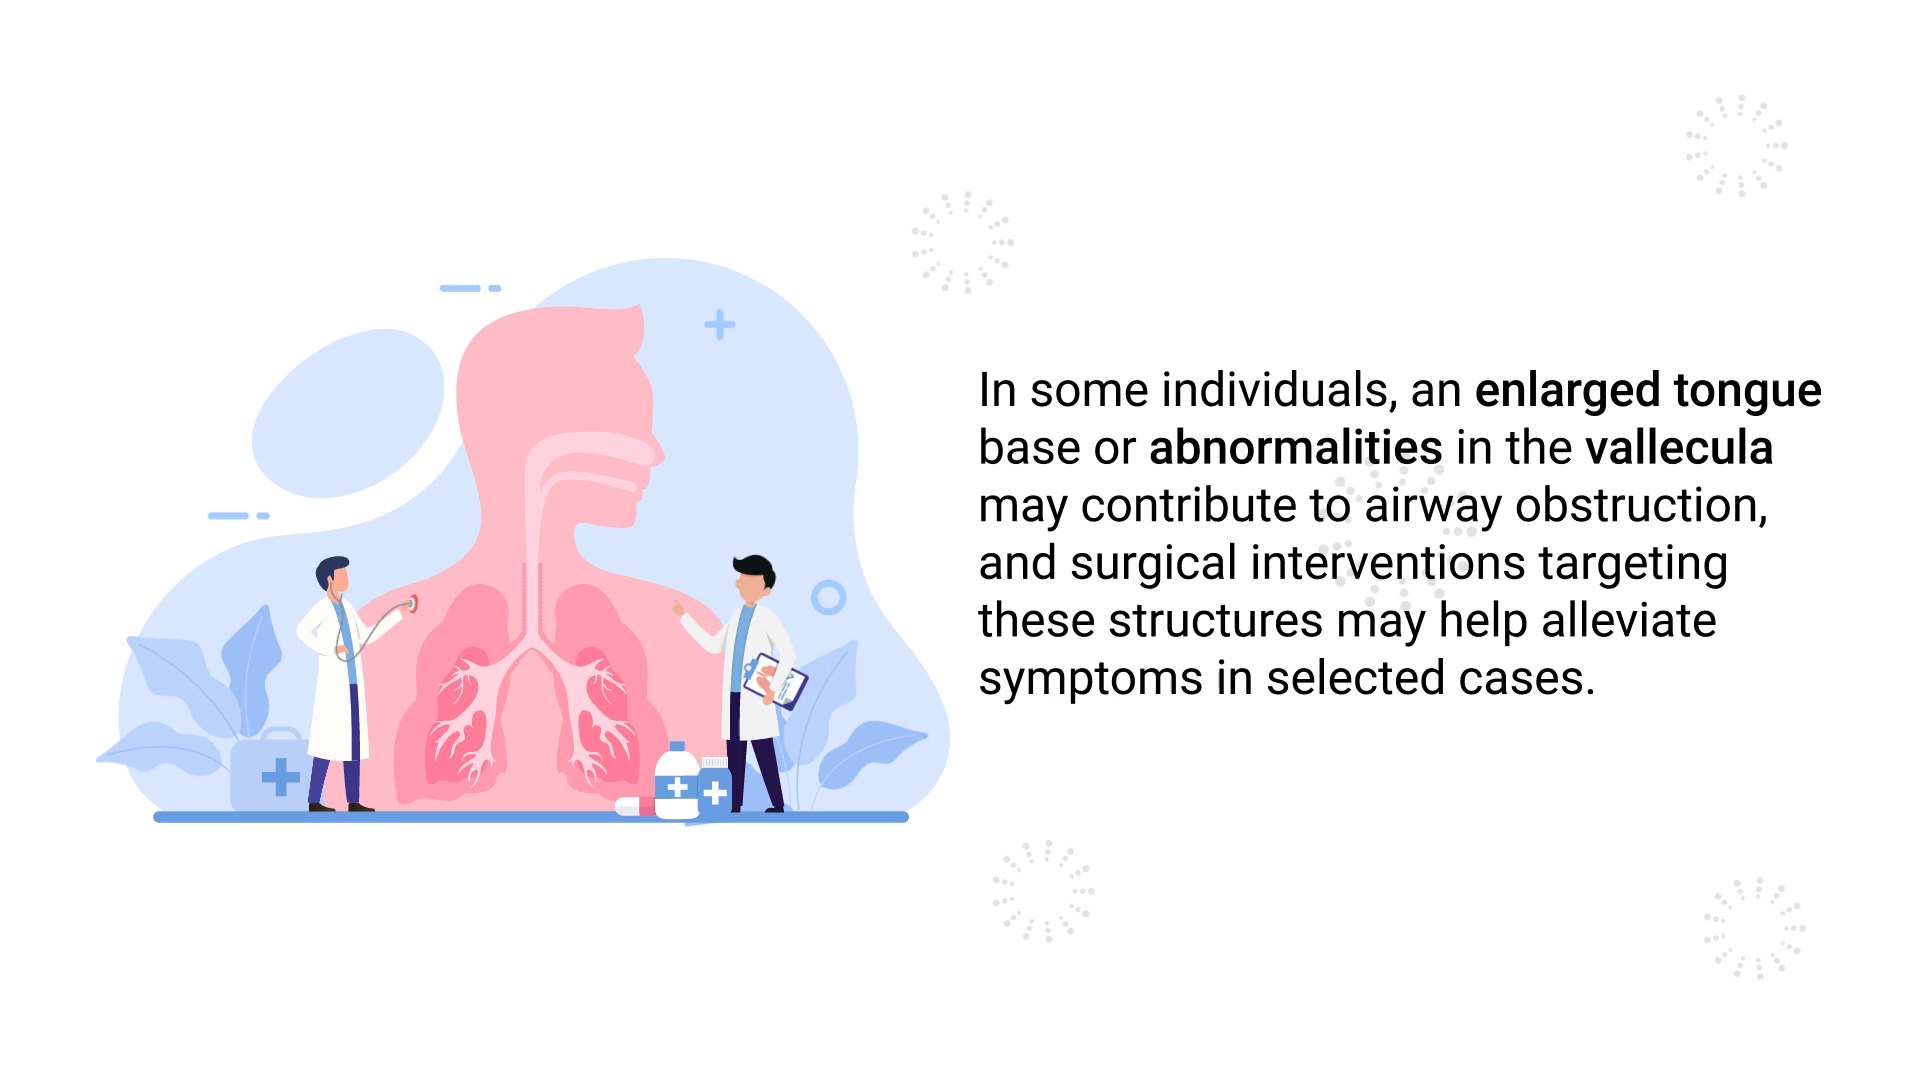 In some individuals, an enlarged tongue
base or abnormalities in the vallecula
may contribute to airway obstruction,
and surgical interventions targeting
these structures may help alleviate
symptoms in selected cases.